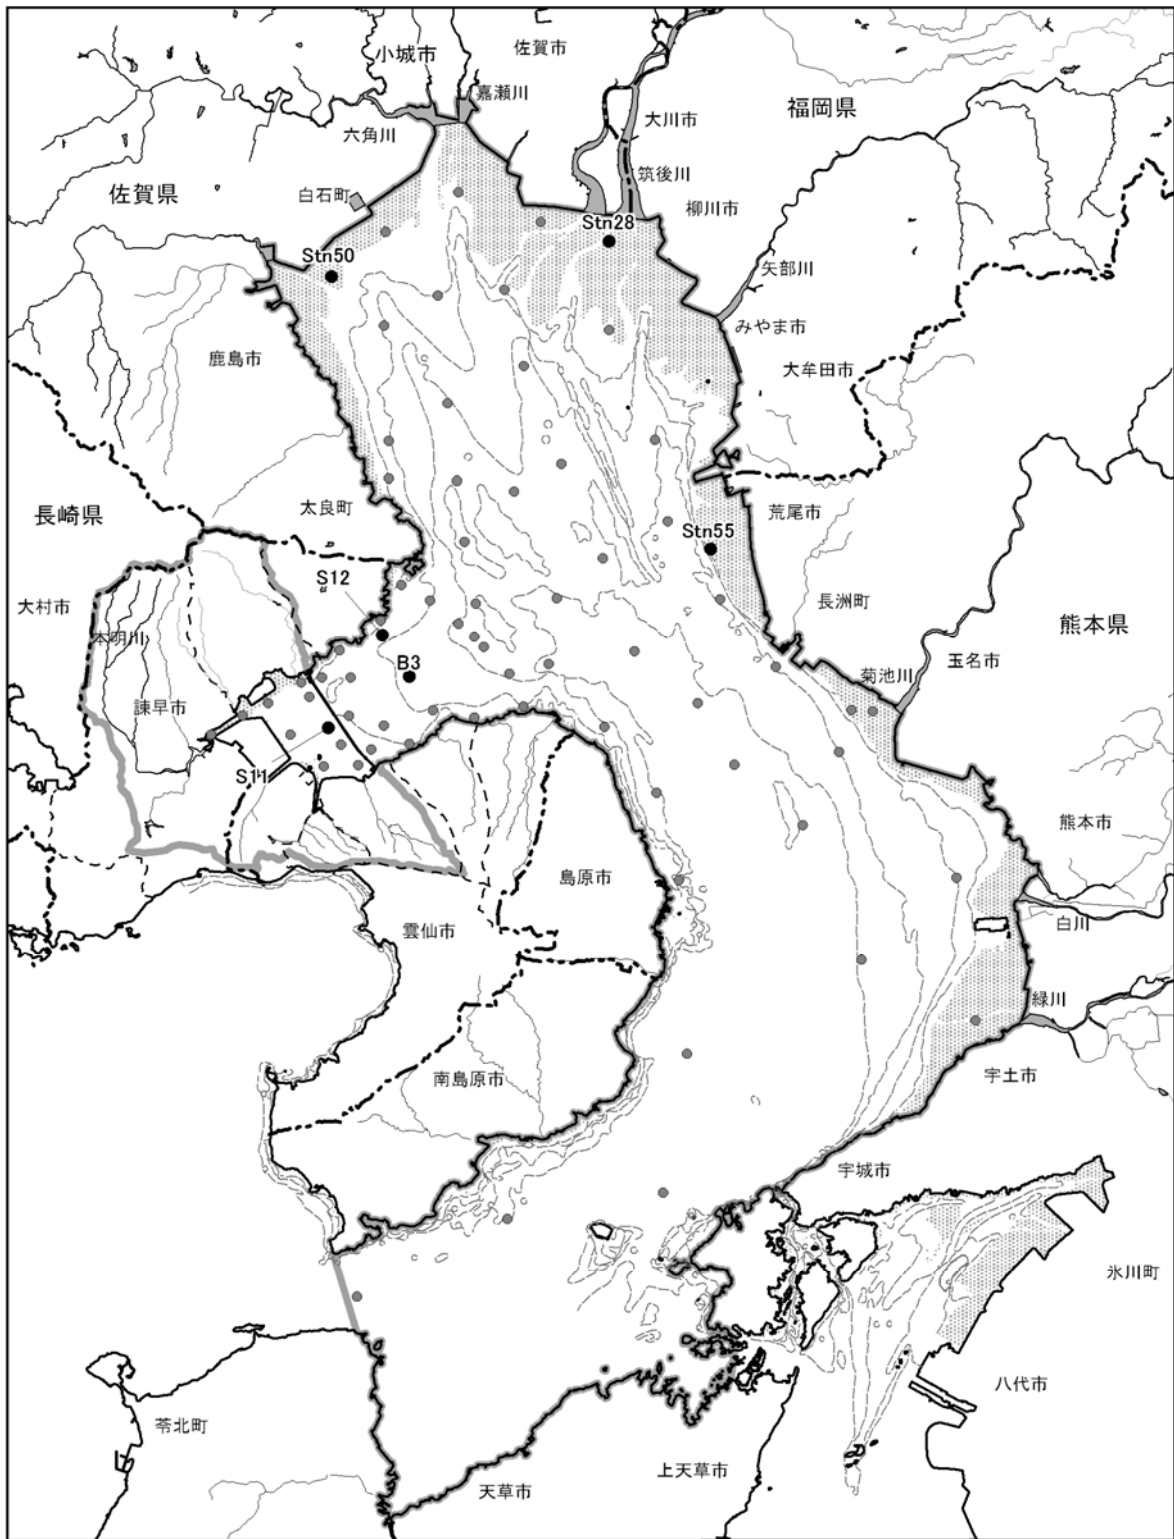 小城市
佐賀市
嘉瀬川
六角川
大川市
福岡県
佐賀県
白石町
筑後川
柳川市
Stn28
Stn50
矢部川
みやま市
鹿島市
大牟田市
長崎県
太良町
荒尾市
Stn55
S12
大村市
本明川
長洲町
熊本県
B3
菊池川
玉名市
諫早市
S11
熊本市
島原市
雲仙市
白川
緑川
南島原市
宇土市
宇城市
氷川町
八代市
苓北町
上天草市
天草市